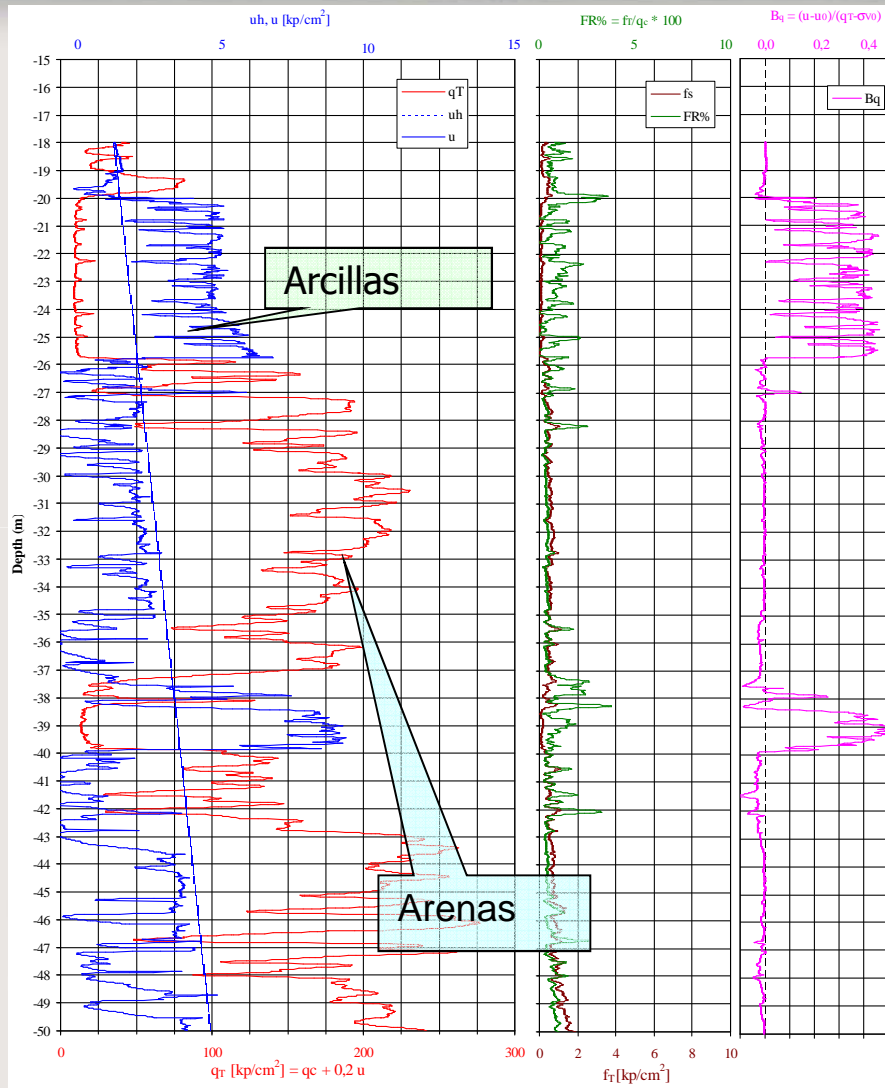 uh, u [kp/cm²]
FR% = fT/qc * 100
Bq = (u-u0)/(qT-σv0)
0 5 10 15
0 5 10
0,0 0,2 0,4
-15
-16
-17
-18
-19
-20
-21
-22
-23
-24
-25
-26
-27
-28
-29
-30
-31
-32
-33
-34
-35
-36
-37
-38
-39
-40
-41
-42
-43
-44
-45
-46
-47
-48
-49
-50
Depth (m)
qT
uh
u
fs
FR%
Bq
Arcillas
Arenas
0 100 200 300
0 2 4 6 8 10
qT [kp/cm²] = qc + 0,2 u
fT[kp/cm²]